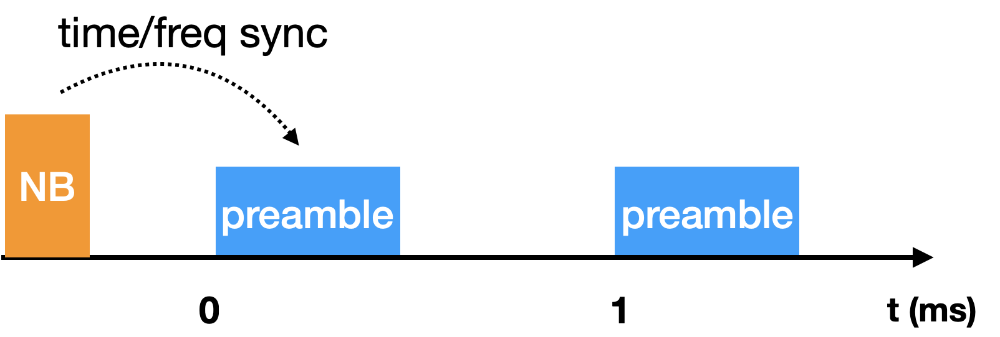 time/freq sync
NB
preamble preamble
0 1 t (ms)